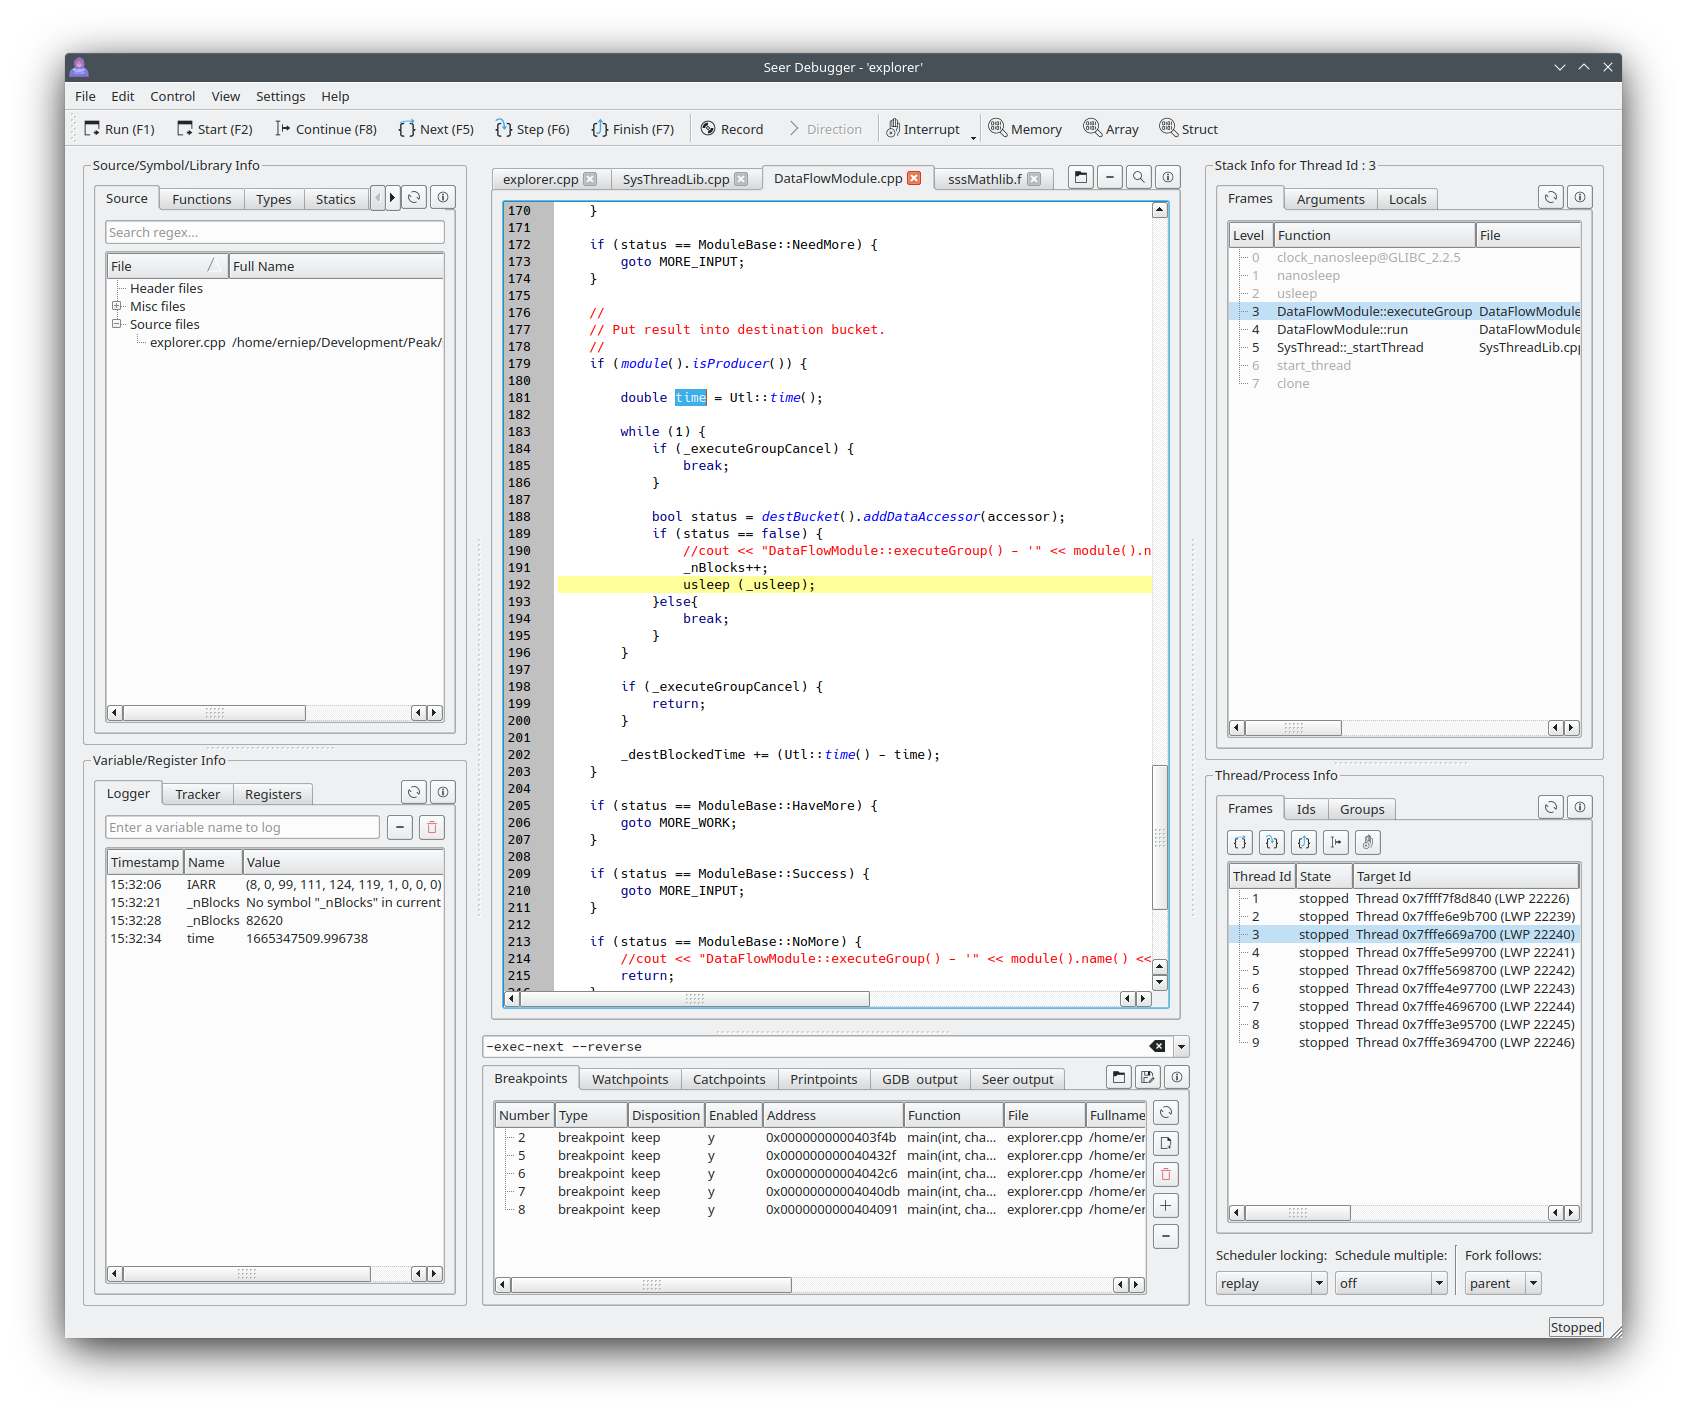 Seer Debugger - 'explorer'
File Edit Control View Settings Help
Run (F1) Start (F2) Continue (F8) Next (F5) Step (F6) Finish (F7) Record Direction Interrupt Memory Array Struct
Source/Symbol/Library Info
Source Functions Types Statics
Search regex...
File Full Name
Header files
Misc files
Source files
explorer.cpp /home/erniep/Development/Peak/
Variable/Register Info
Logger Tracker Registers
Enter a variable name to log
Timestamp Name Value
15:32:06 IARR (8, 0, 99, 111, 124, 119, 1, 0, 0, 0)
15:32:21 _nBlocks No symbol "_nBlocks" in current
15:32:28 _nBlocks 82620
15:32:34 time 1665347509.996738
explorer.cpp SysThreadLib.cpp DataFlowModule.cpp sssMathlib.f
170 }
171
172 if (status == ModuleBase::NeedMore) {
173 goto MORE_INPUT;
174 }
175
176 //
177 // Put result into destination bucket.
178 //
179 if (module().isProducer()) {
180
181 double time = Utl::time();
182
183 while (1) {
184 if (_executeGroupCancel) {
185 break;
186 }
187
188 bool status = destBucket().addDataAccessor(accessor);
189 if (status == false) {
190 //cout << "DataFlowModule::executeGroup() - '" << module().n
191 _nBlocks++;
192 usleep (_usleep);
193 }else{
194 break;
195 }
196 }
197
198 if (_executeGroupCancel) {
199 return;
200 }
201
202 _destBlockedTime += (Utl::time() - time);
203 }
204
205 if (status == ModuleBase::HaveMore) {
206 goto MORE_WORK;
207 }
208
209 if (status == ModuleBase::Success) {
210 goto MORE_INPUT;
211 }
212
213 if (status == ModuleBase::NoMore) {
214 //cout << "DataFlowModule::executeGroup() - '" << module().name() <<
215 return;
-exec-next --reverse
Breakpoints Watchpoints Catchpoints Printpoints GDB output Seer output
Number Type Disposition Enabled Address Function File Fullname
2 breakpoint keep y 0x0000000000403f4b main(int, cha... explorer.cpp /home/er
5 breakpoint keep y 0x000000000040432f main(int, cha... explorer.cpp /home/er
6 breakpoint keep y 0x00000000004042c6 main(int, cha... explorer.cpp /home/er
7 breakpoint keep y 0x00000000004040db main(int, cha... explorer.cpp /home/er
8 breakpoint keep y 0x0000000000404091 main(int, cha... explorer.cpp /home/er
Stack Info for Thread Id : 3
Frames Arguments Locals
Level Function File
0 clock_nanosleep@GLIBC_2.2.5
1 nanosleep
2 usleep
3 DataFlowModule::executeGroup DataFlowModule
4 DataFlowModule::run DataFlowModule
5 SysThread::_startThread SysThreadLib.cpp
6 start_thread
7 clone
Thread/Process Info
Frames Ids Groups
Thread Id State Target Id
1 stopped Thread 0x7ffff7f8d840 (LWP 22226)
2 stopped Thread 0x7fffe6e9b700 (LWP 22239)
3 stopped Thread 0x7fffe669a700 (LWP 22240)
4 stopped Thread 0x7fffe5e99700 (LWP 22241)
5 stopped Thread 0x7fffe5698700 (LWP 22242)
6 stopped Thread 0x7fffe4e97700 (LWP 22243)
7 stopped Thread 0x7fffe4696700 (LWP 22244)
8 stopped Thread 0x7fffe3e95700 (LWP 22245)
9 stopped Thread 0x7fffe3694700 (LWP 22246)
Scheduler locking: Schedule multiple: Fork follows:
replay off parent
Stopped